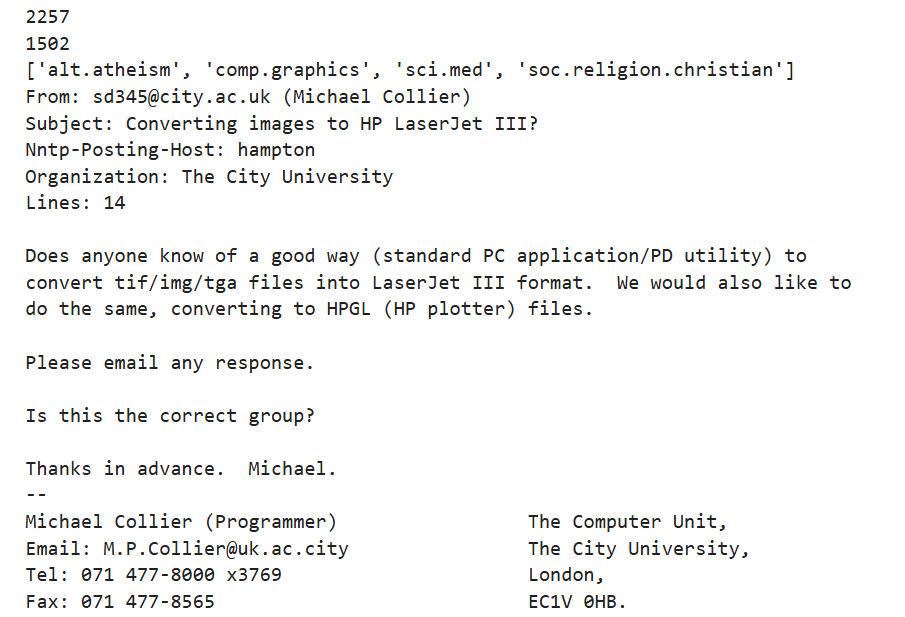 2257
1502
['alt.atheism', 'comp.graphics', 'sci.med', 'soc.religion.christian']
From: sd345@city.ac.uk (Michael Collier)
Subject: Converting images to HP LaserJet III?
Nntp-Posting-Host: hampton
Organization: The City University
Lines: 14

Does anyone know of a good way (standard PC application/PD utility) to
convert tif/img/tga files into LaserJet III format.  We would also like to
do the same, converting to HPGL (HP plotter) files.

Please email any response.

Is this the correct group?

Thanks in advance.  Michael.
--
Michael Collier (Programmer)                 The Computer Unit,
Email: M.P.Collier@uk.ac.city                The City University,
Tel: 071 477-8000 x3769                      London,
Fax: 071 477-8565                            EC1V 0HB.